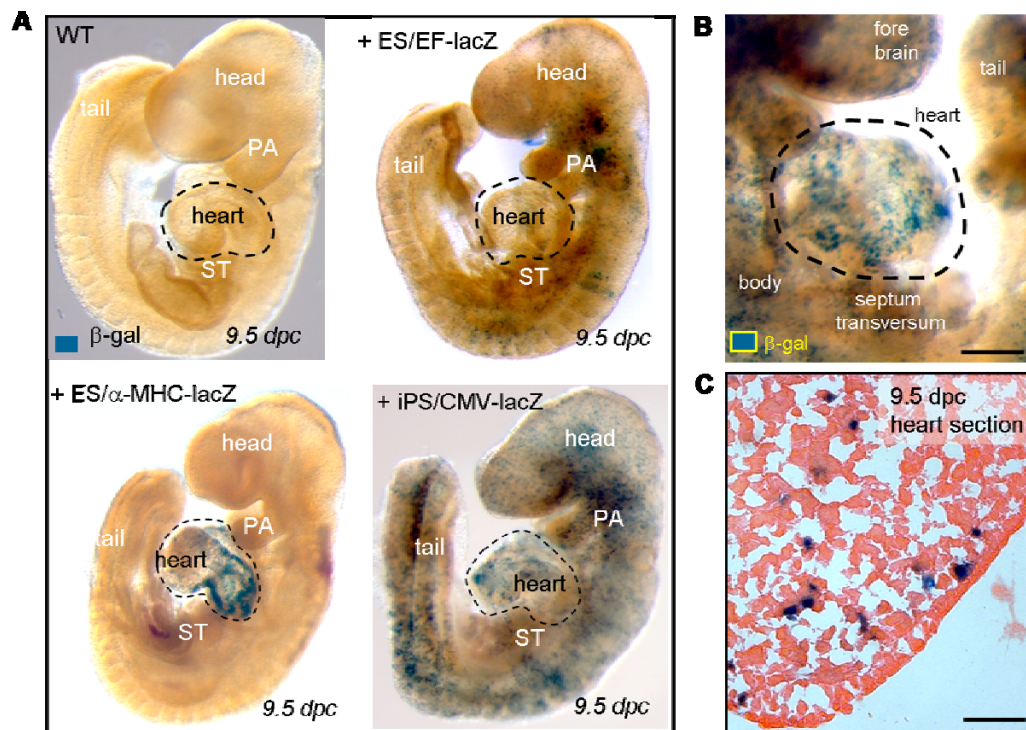 A
WT
tail
head
PA
heart
ST
β-gal
9.5 dpc
+ ES/EF-lacZ
head
tail
PA
heart
ST
9.5 dpc
+ ES/α-MHC-lacZ
head
tail
PA
heart
ST
9.5 dpc
+ iPS/CMV-lacZ
head
PA
tail
heart
ST
9.5 dpc
B
fore
brain
tail
heart
body
septum
transversum
β-gal
C
9.5 dpc
heart section